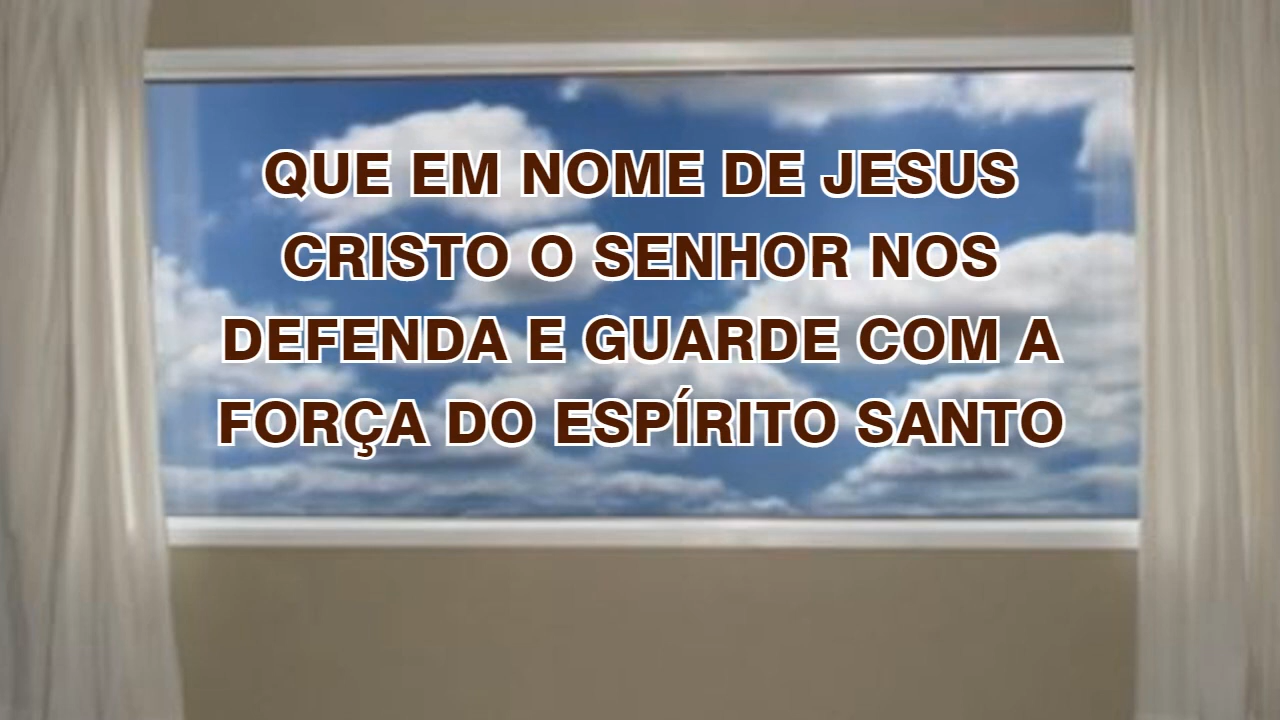 QUE EM NOME DE JESUS
CRISTO O SENHOR NOS
DEFENDA E GUARDE COM A
FORÇA DO ESPÍRITO SANTO